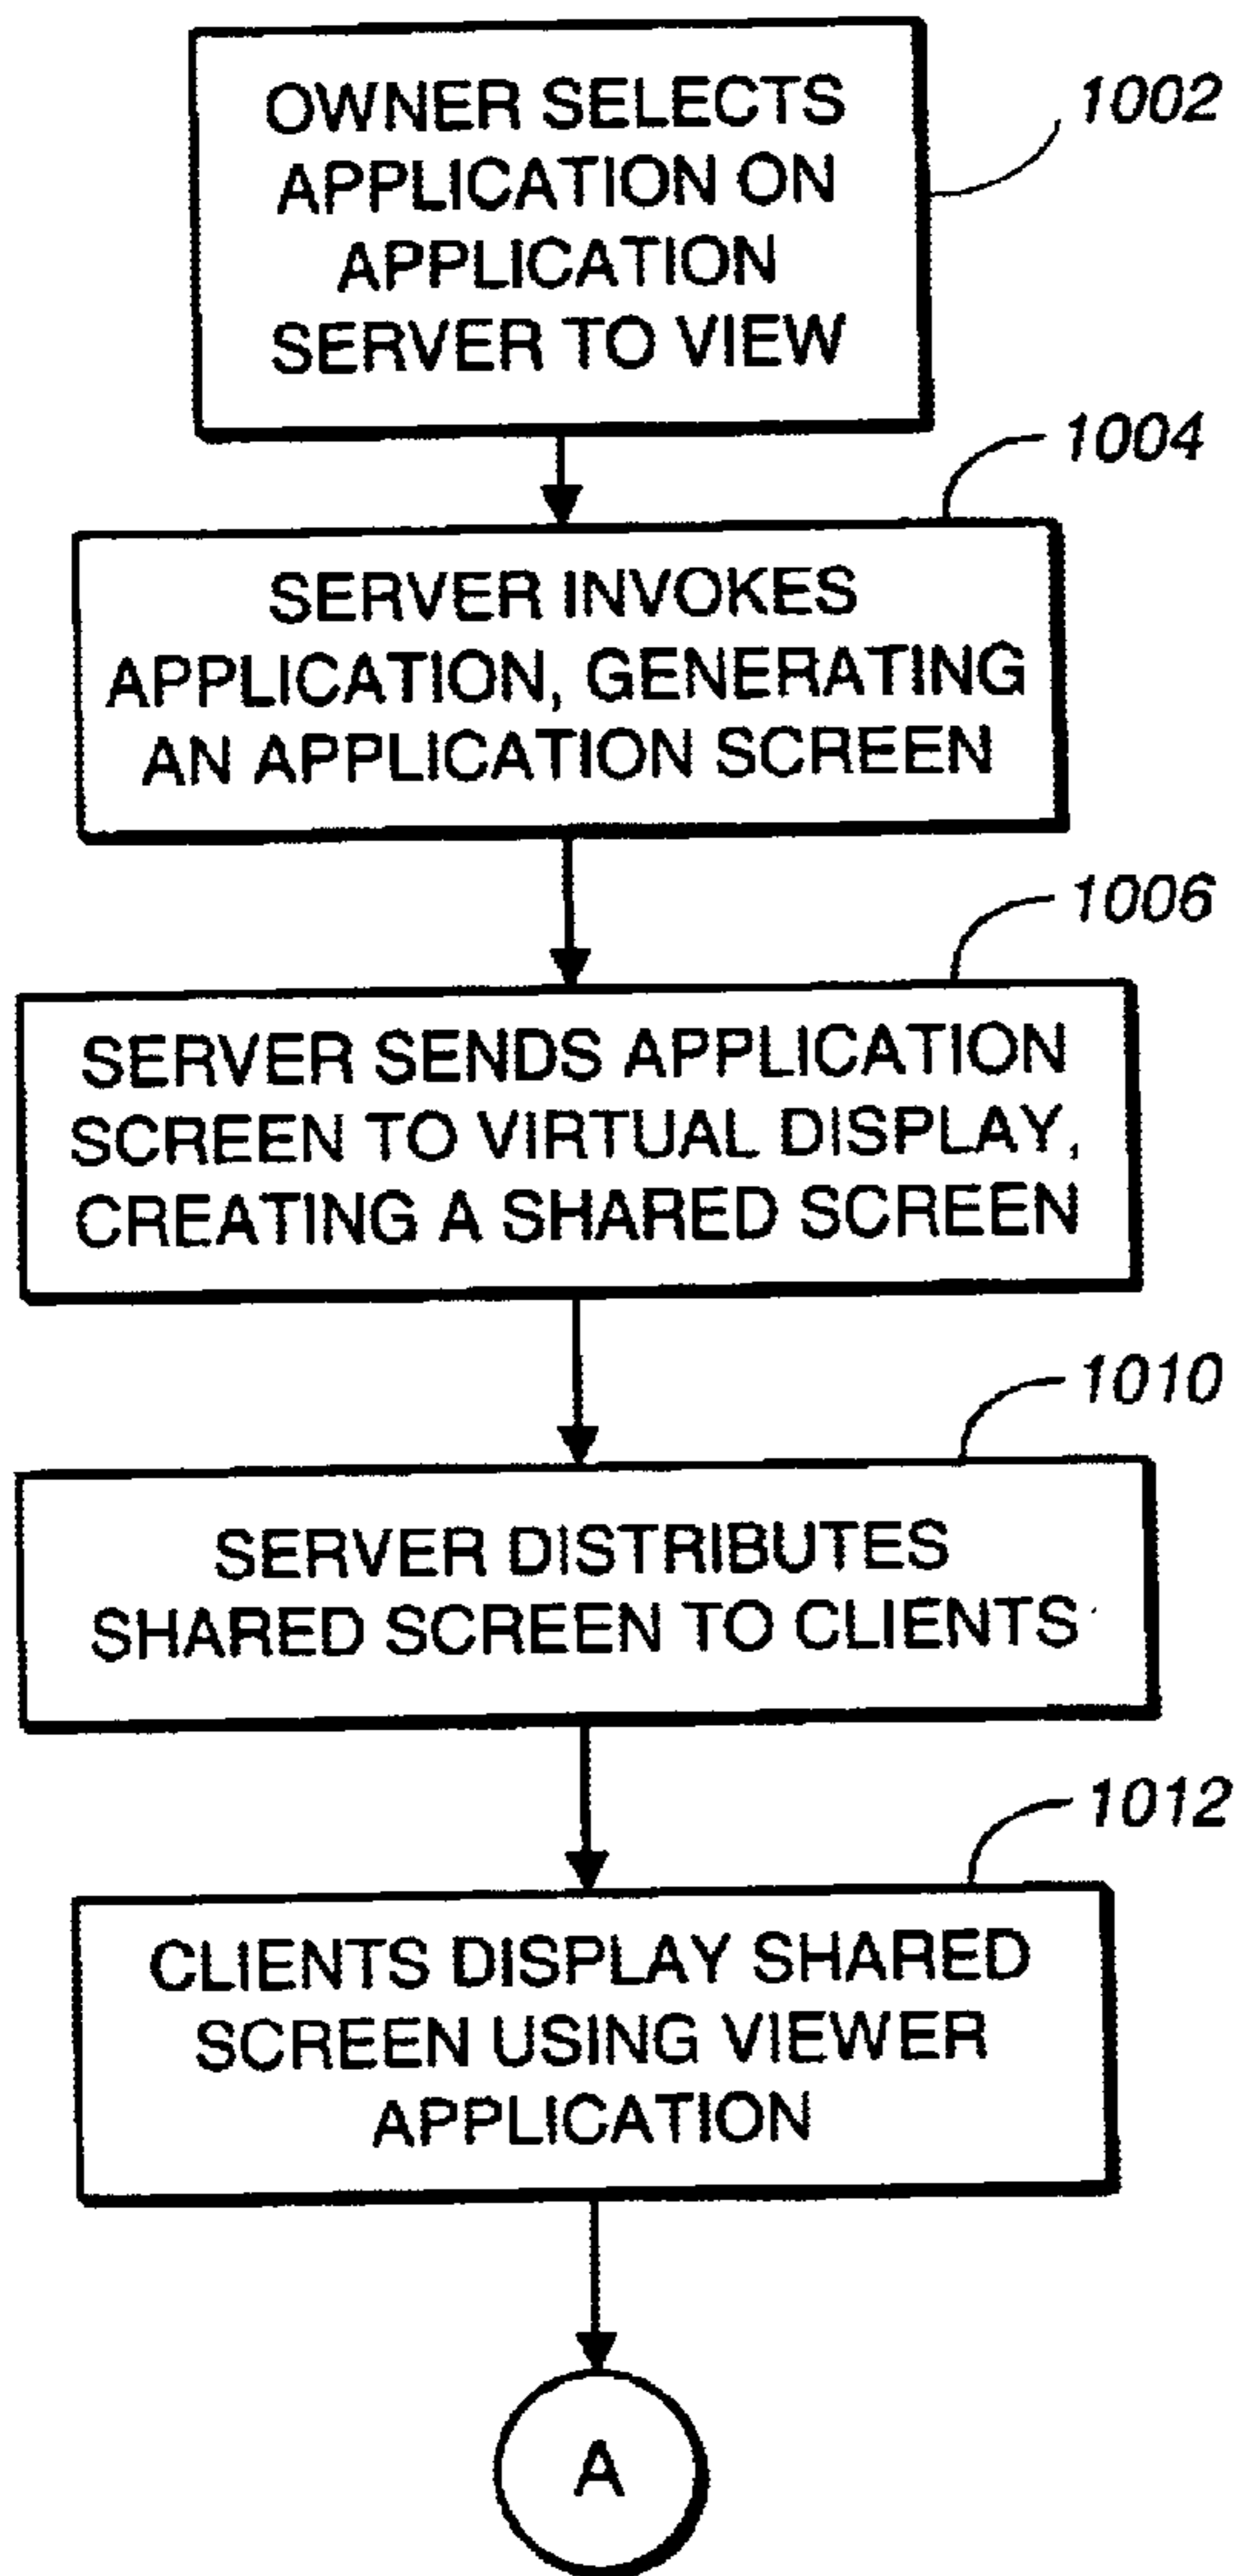 OWNER SELECTS
APPLICATION ON
APPLICATION
SERVER TO VIEW
1002
SERVER INVOKES
APPLICATION, GENERATING
AN APPLICATION SCREEN
1004
SERVER SENDS APPLICATION
SCREEN TO VIRTUAL DISPLAY,
CREATING A SHARED SCREEN
1006
SERVER DISTRIBUTES
SHARED SCREEN TO CLIENTS
1010
CLIENTS DISPLAY SHARED
SCREEN USING VIEWER
APPLICATION
1012
A